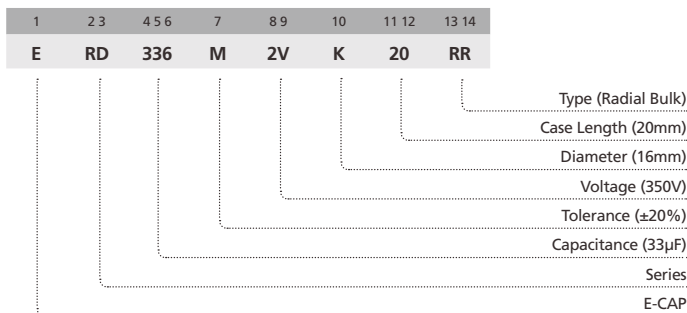 1 2 3 4 5 6 7 8 9 10 11 12 13 14
E RD 336 M 2V K 20 RR
Type (Radial Bulk)
Case Length (20mm)
Diameter (16mm)
Voltage (350V)
Tolerance (±20%)
Capacitance (33µF)
Series
E-CAP